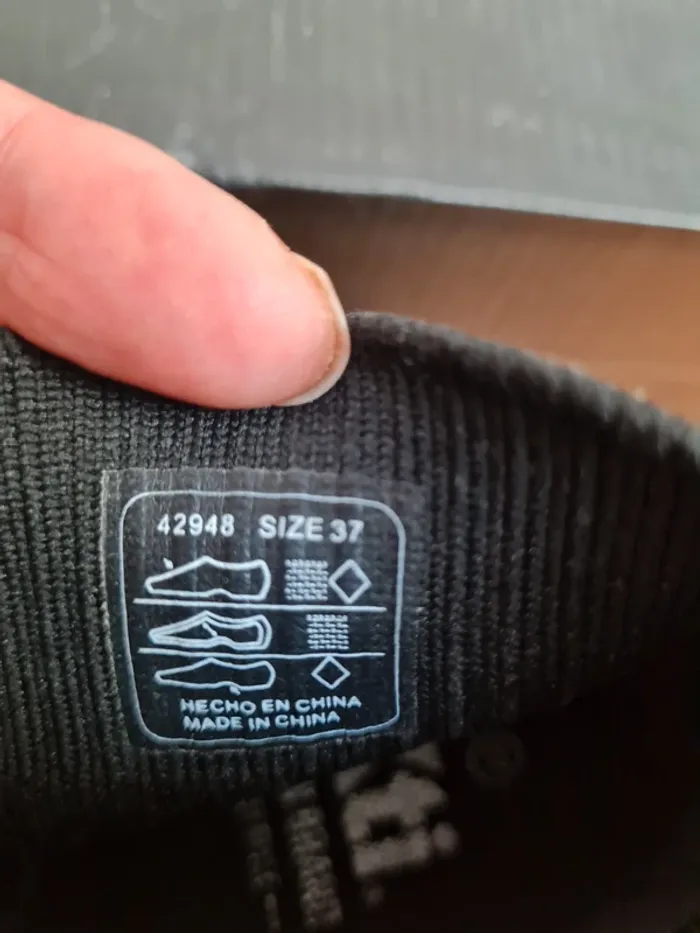 42948 SIZE 37
HECHO EN CHINA
MADE IN CHINA